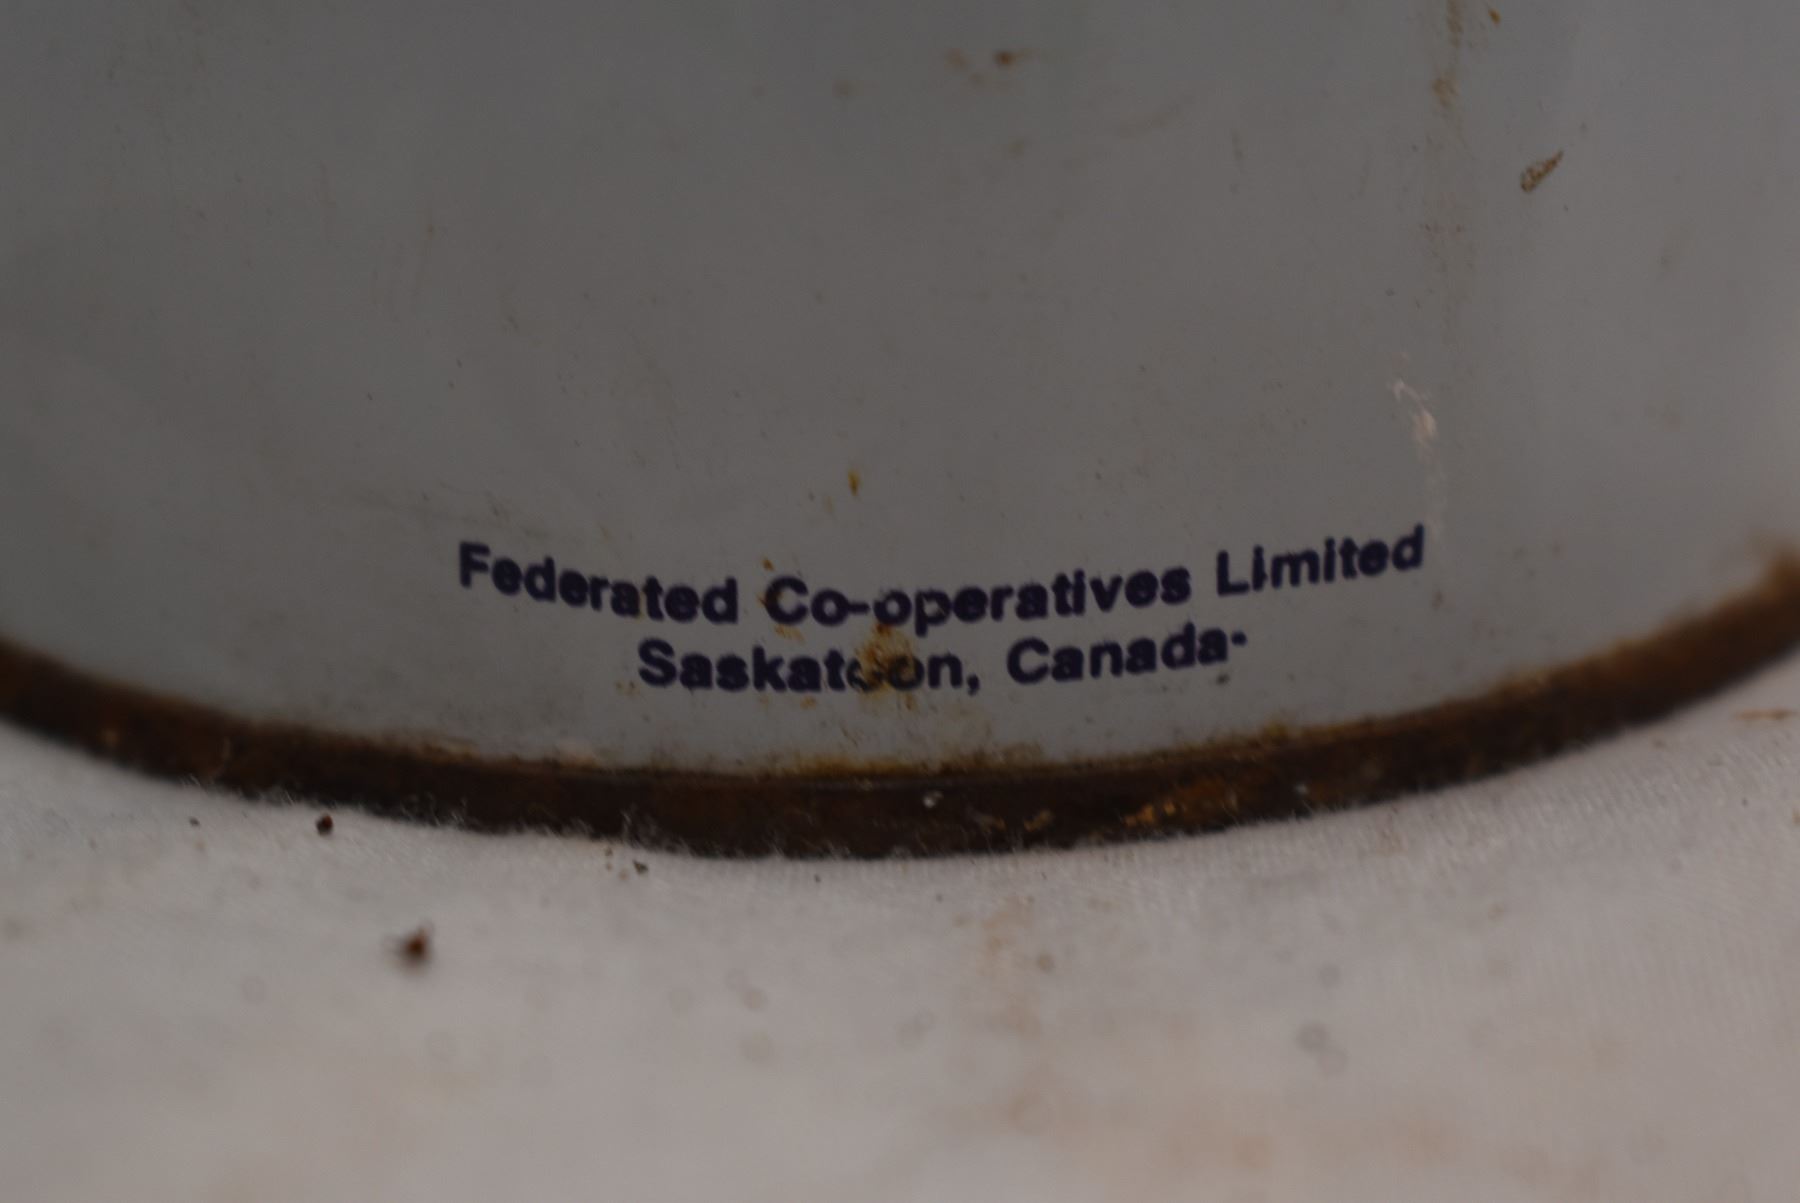 Federated Co-operatives Limited
Saskatoon, Canada·